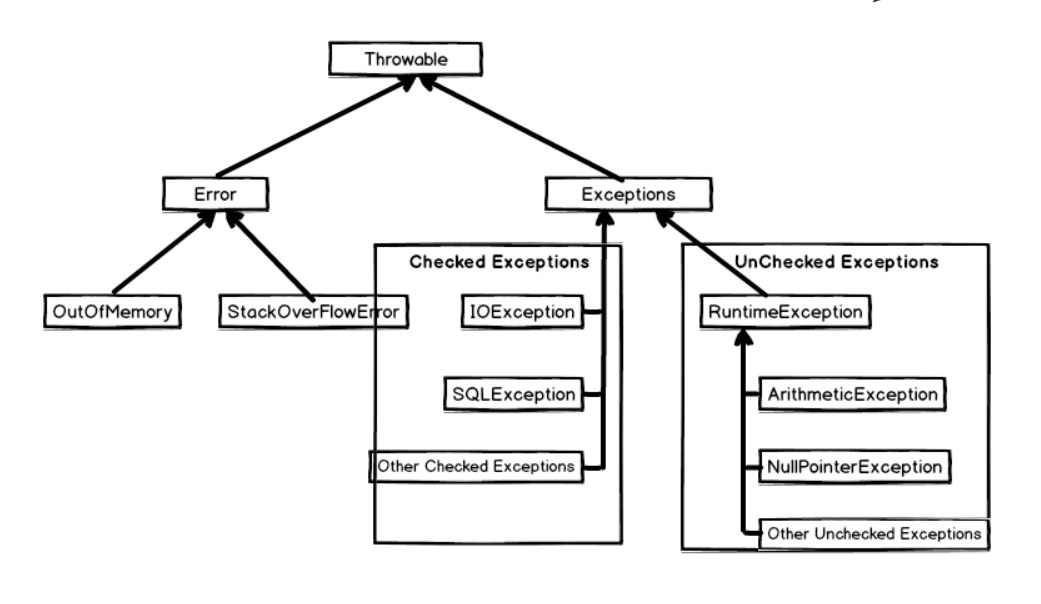 Throwable
Error
Exceptions
Checked Exceptions
UnChecked Exceptions
OutOfMemory
StackOverFlowError
IOException
RuntimeException
SQLException
ArithmeticException
Other Checked Exceptions
NullPointerException
Other Unchecked Exceptions